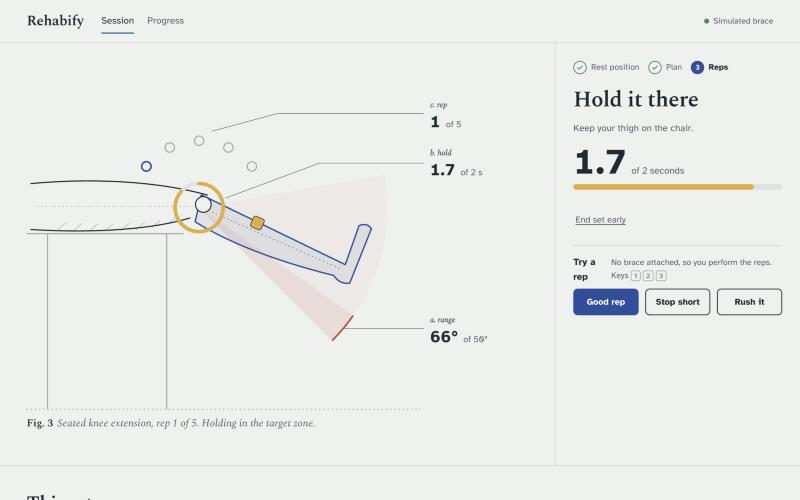 Rehabify Session Progress Simulated brace
Rest position Plan 3 Reps
Hold it there
Keep your thigh on the chair.
1.7 of 2 seconds
End set early
Try a rep
No brace attached, so you perform the reps.
Keys 1 2 3
Good rep Stop short Rush it
c. rep
1 of 5
b. hold
1.7 of 2 s
a. range
66° of 50°
Fig. 3 Seated knee extension, rep 1 of 5. Holding in the target zone.